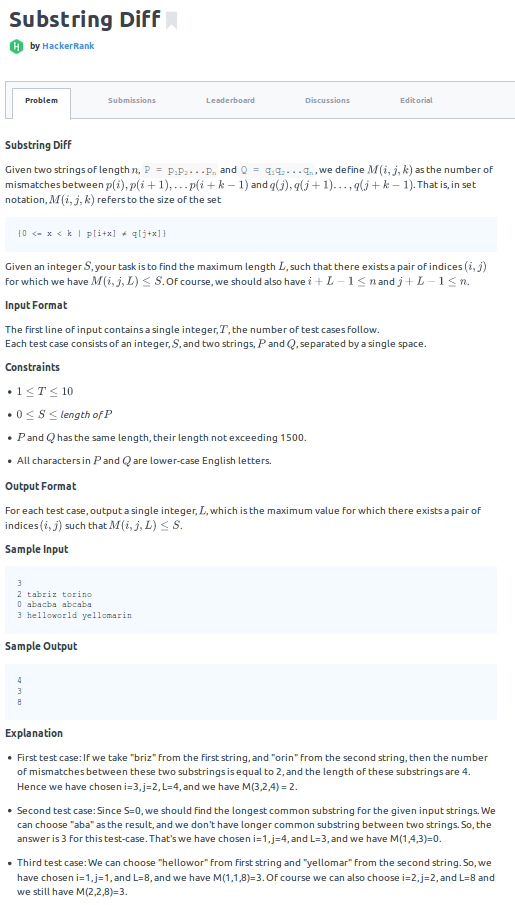 Substring Diff
by HackerRank
Problem
Submissions
Leaderboard
Discussions
Editorial
Substring Diff
Given two strings of length n, P = p₁p₂...pₙ and Q = q₁q₂...qₙ, we define M(i, j, k) as the number of
mismatches between p(i), p(i + 1), ... p(i + k − 1) and q(j), q(j + 1)..., q(j + k − 1). That is, in set
notation, M(i, j, k) refers to the size of the set
{0 <= x < k | p[i+x] ≠ q[j+x]}
Given an integer S, your task is to find the maximum length L, such that there exists a pair of indices (i, j)
for which we have M(i, j, L) ≤ S. Of course, we should also have i + L − 1 ≤ n and j + L − 1 ≤ n.
Input Format
The first line of input contains a single integer, T, the number of test cases follow.
Each test case consists of an integer, S, and two strings, P and Q, separated by a single space.
Constraints
• 1 ≤ T ≤ 10
• 0 ≤ S ≤ length of P
• P and Q has the same length, their length not exceeding 1500.
• All characters in P and Q are lower-case English letters.
Output Format
For each test case, output a single integer, L, which is the maximum value for which there exists a pair of
indices (i, j) such that M(i, j, L) ≤ S.
Sample Input
3
2 tabriz torino
0 abacba abcaba
3 helloworld yellomarin
Sample Output
4
3
8
Explanation
• First test case: If we take "briz" from the first string, and "orin" from the second string, then the number
of mismatches between these two substrings is equal to 2, and the length of these substrings are 4.
Hence we have chosen i=3, j=2, L=4, and we have M(3,2,4) = 2.
• Second test case: Since S=0, we should find the longest common substring for the given input strings. We
can choose "aba" as the result, and we don't have longer common substring between two strings. So, the
answer is 3 for this test-case. That's we have chosen i=1, j=4, and L=3, and we have M(1,4,3)=0.
• Third test case: We can choose "hellowor" from first string and "yellomar" from the second string. So, we
have chosen i=1, j=1, and L=8, and we have M(1,1,8)=3. Of course we can also choose i=2, j=2, and L=8 and
we still have M(2,2,8)=3.